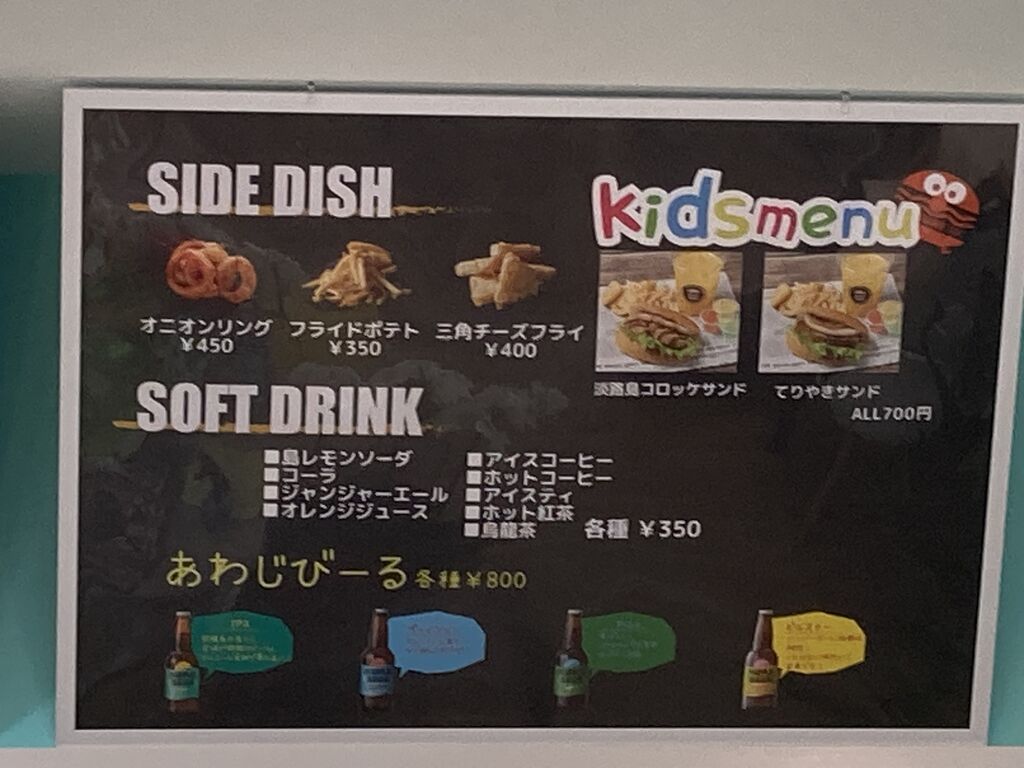 SIDE DISH
オニオンリング
¥450
フライドポテト
¥350
三角チーズフライ
¥400
kidsmenu
淡路島コロッケサンド
てりやきサンド
ALL700円
SOFT DRINK
■島レモンソーダ
■コーラ
■ジャンジャーエール
■オレンジジュース
■アイスコーヒー
■ホットコーヒー
■アイスティ
■ホット紅茶
■烏龍茶
各種 ¥350
あわじびーる各種¥800
IPA
ピルスナー